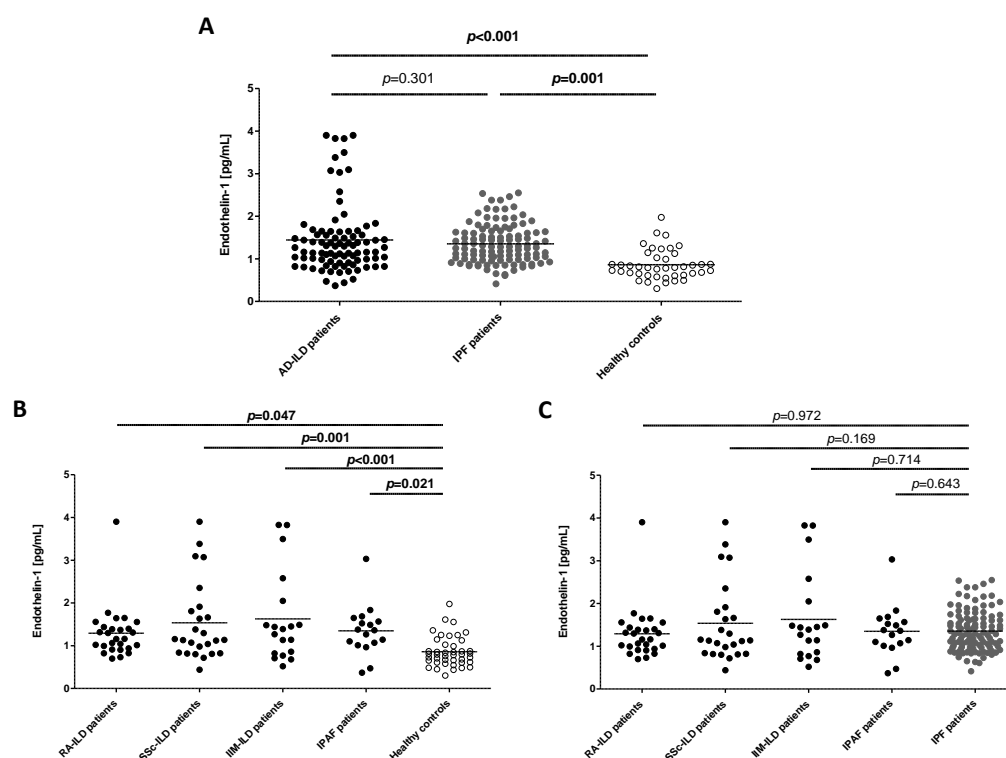 A
p<0.001
p=0.301
p=0.001
5
4
3
2
1
0
Endothelin-1 [pg/mL]
AD-ILD patients
IPF patients
Healthy controls
B
p=0.047
p=0.001
p<0.001
p=0.021
5
4
3
2
1
0
Endothelin-1 [pg/mL]
RA-ILD patients
SSc-ILD patients
IIM-ILD patients
IPAF patients
Healthy controls
C
p=0.972
p=0.169
p=0.714
p=0.643
5
4
3
2
1
0
Endothelin-1 [pg/mL]
RA-ILD patients
SSc-ILD patients
IIM-ILD patients
IPAF patients
IPF patients